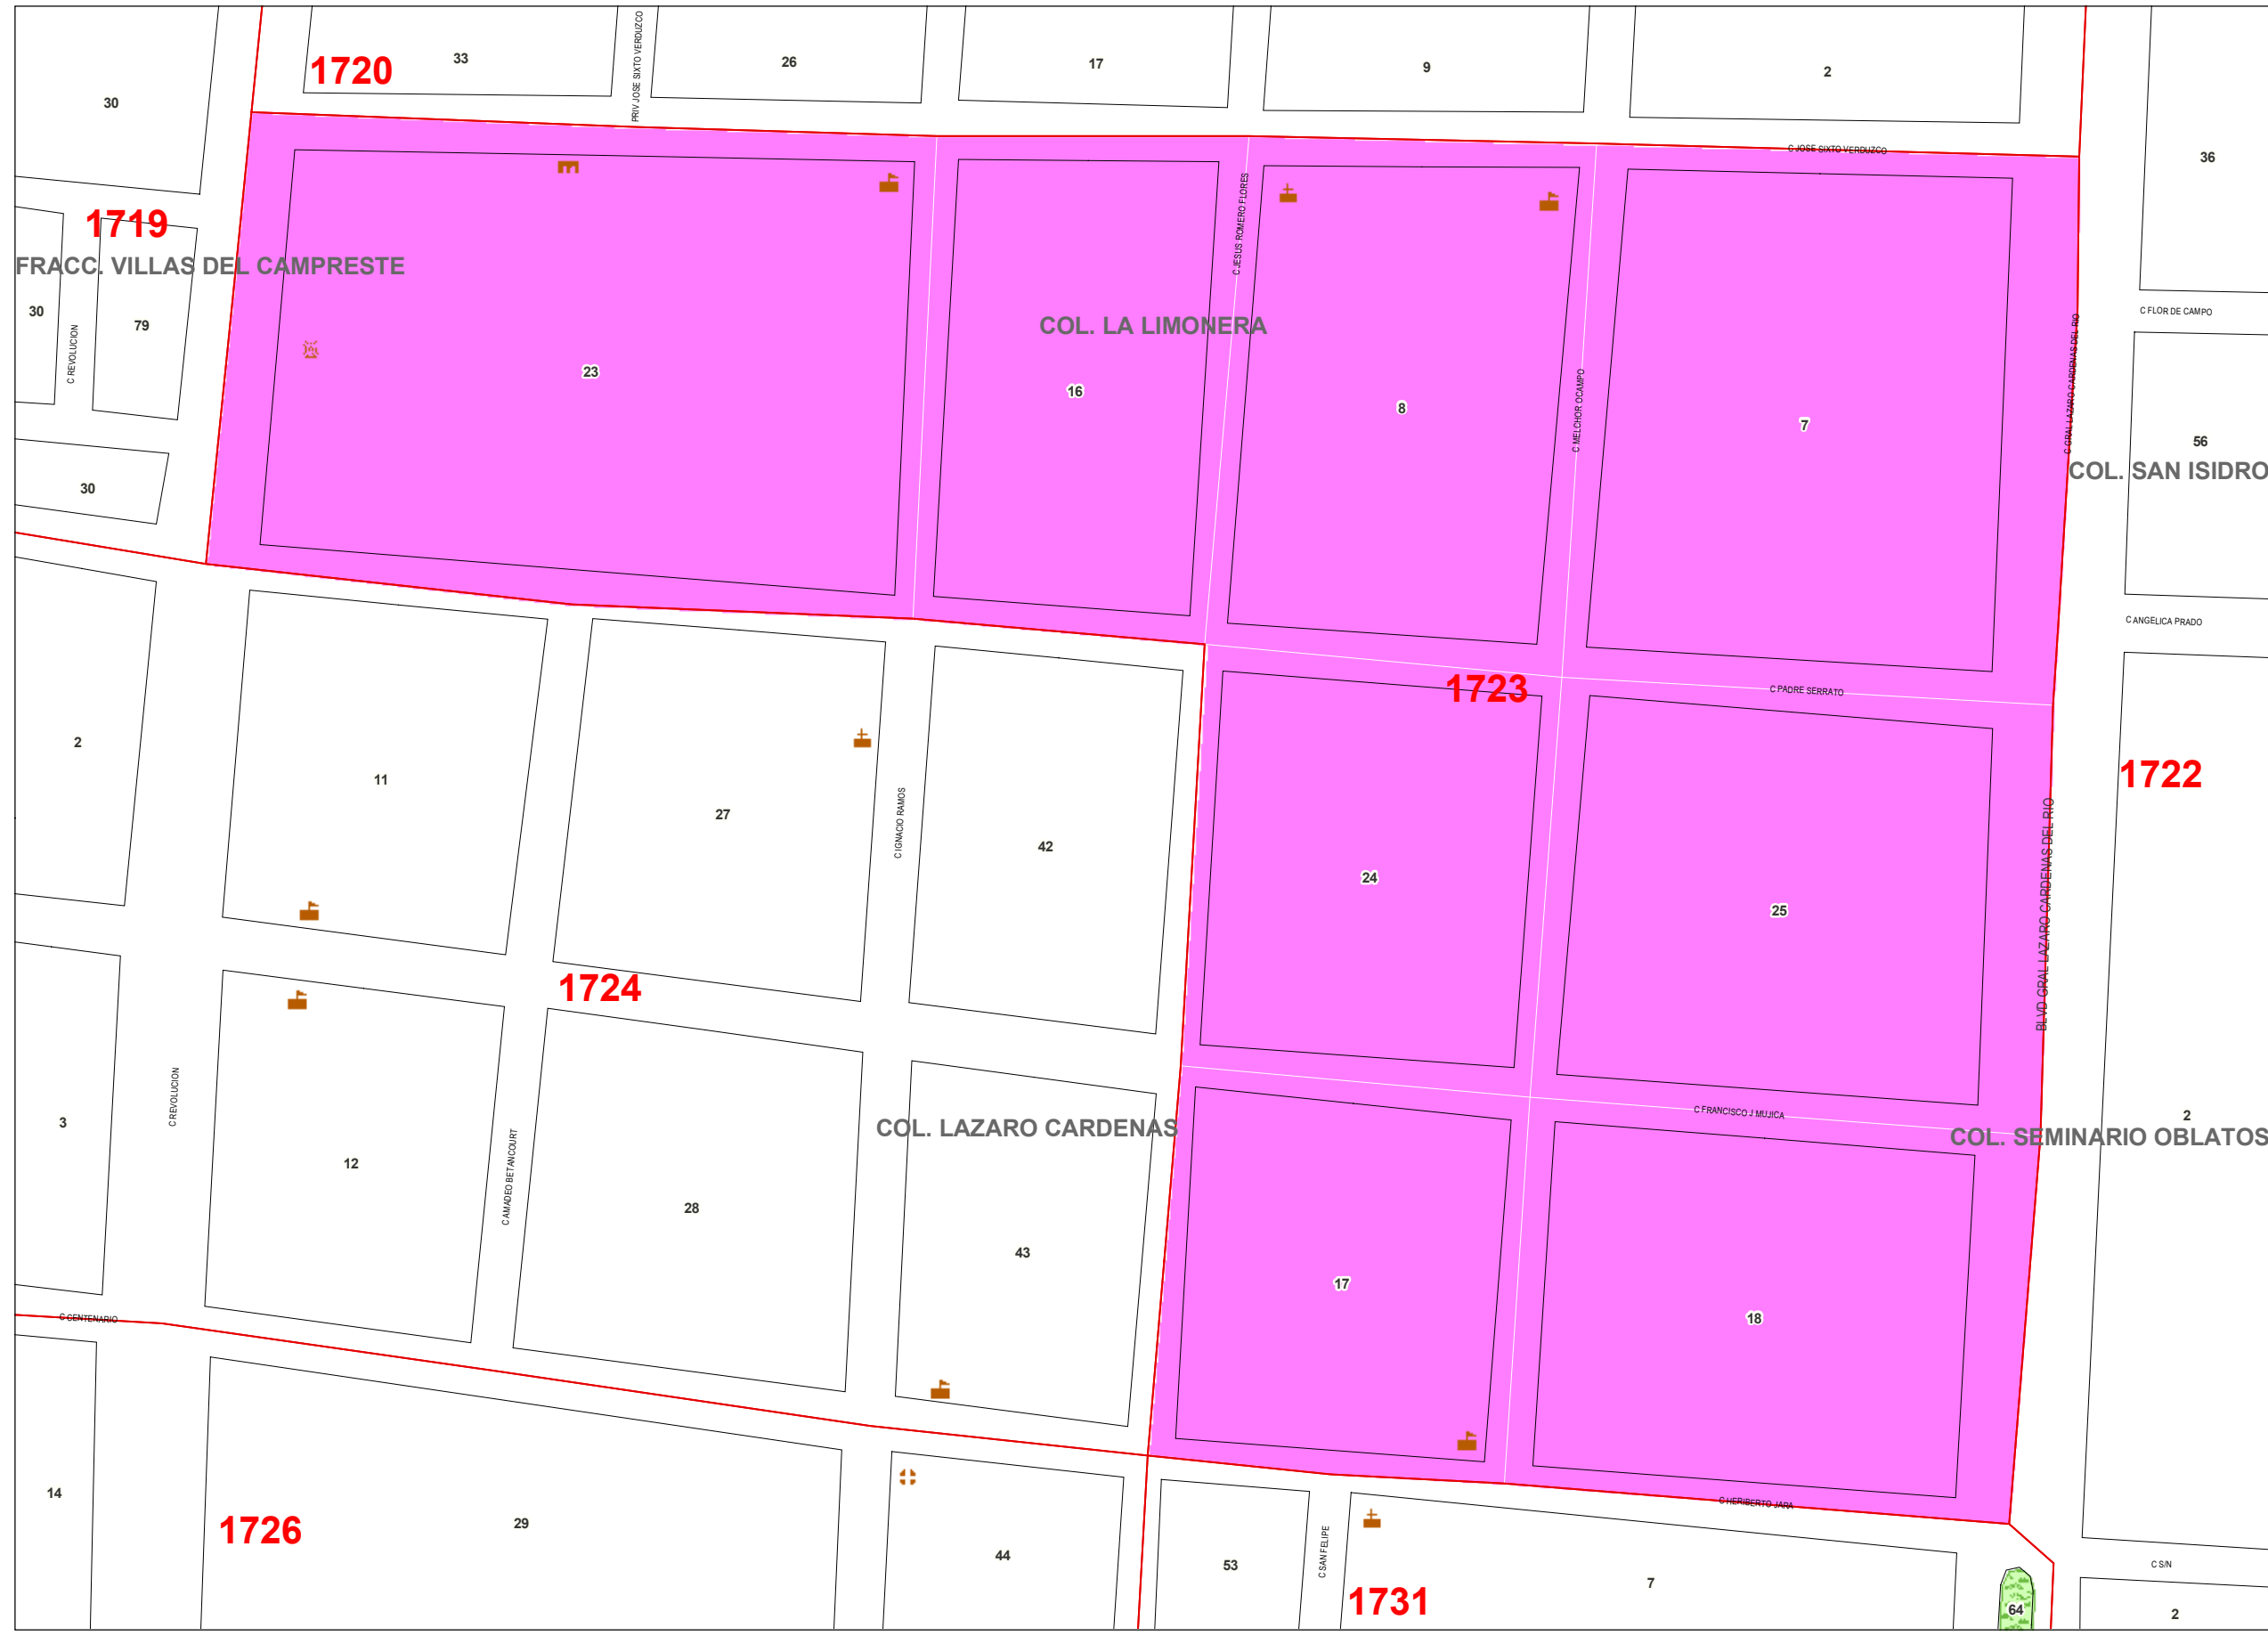 33
1720
PRIV JOSE SIXTO VERDUZCO
26
17
9
2
30
C JOSE SIXTO VERDUZCO
36
1719
FRACC. VILLAS DEL CAMPRESTE
C JESUS ROMERO FLORES
30
C REVOLUCION
79
COL. LA LIMONERA
C FLOR DE CAMPO
23
16
8
C MELCHOR OCAMPO
7
C GRAL LAZARO CARDENAS DEL RIO
56
COL. SAN ISIDRO
30
C ANGELICA PRADO
1723
C PADRE SERRATO
2
11
27
C IGNACIO RAMOS
42
24
25
BLVD GRAL LAZARO CARDENAS DEL RIO
1722
1724
3
C REVOLUCION
12
C AMADEO BETANCOURT
28
COL. LAZARO CARDENAS
43
C FRANCISCO J MUJICA
2
COL. SEMINARIO OBLATOS
17
18
C CENTENARIO
14
1726
29
44
53
C SAN FELIPE
C HERIBERTO JARA
1731
7
64
C S/N
2